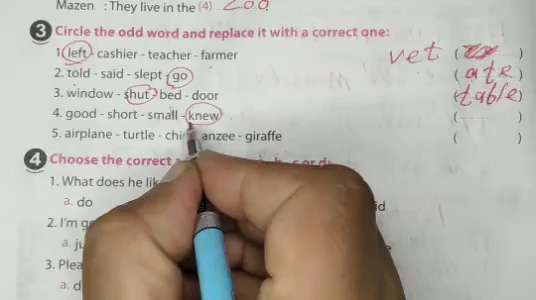 Mazen : They live in the (4) Zoo
3 Circle the odd word and replace it with a correct one:
1. left - cashier - teacher - farmer vet ( )
2. told - said - slept - go (ate)
3. window - shut - bed - door (table)
4. good - short - small - knew ( )
5. airplane - turtle - chi anzee - giraffe ( )
4 Choose the correct
1. What does he lik
a. do
2. I'm g
a. ju
3. Plea
a. d